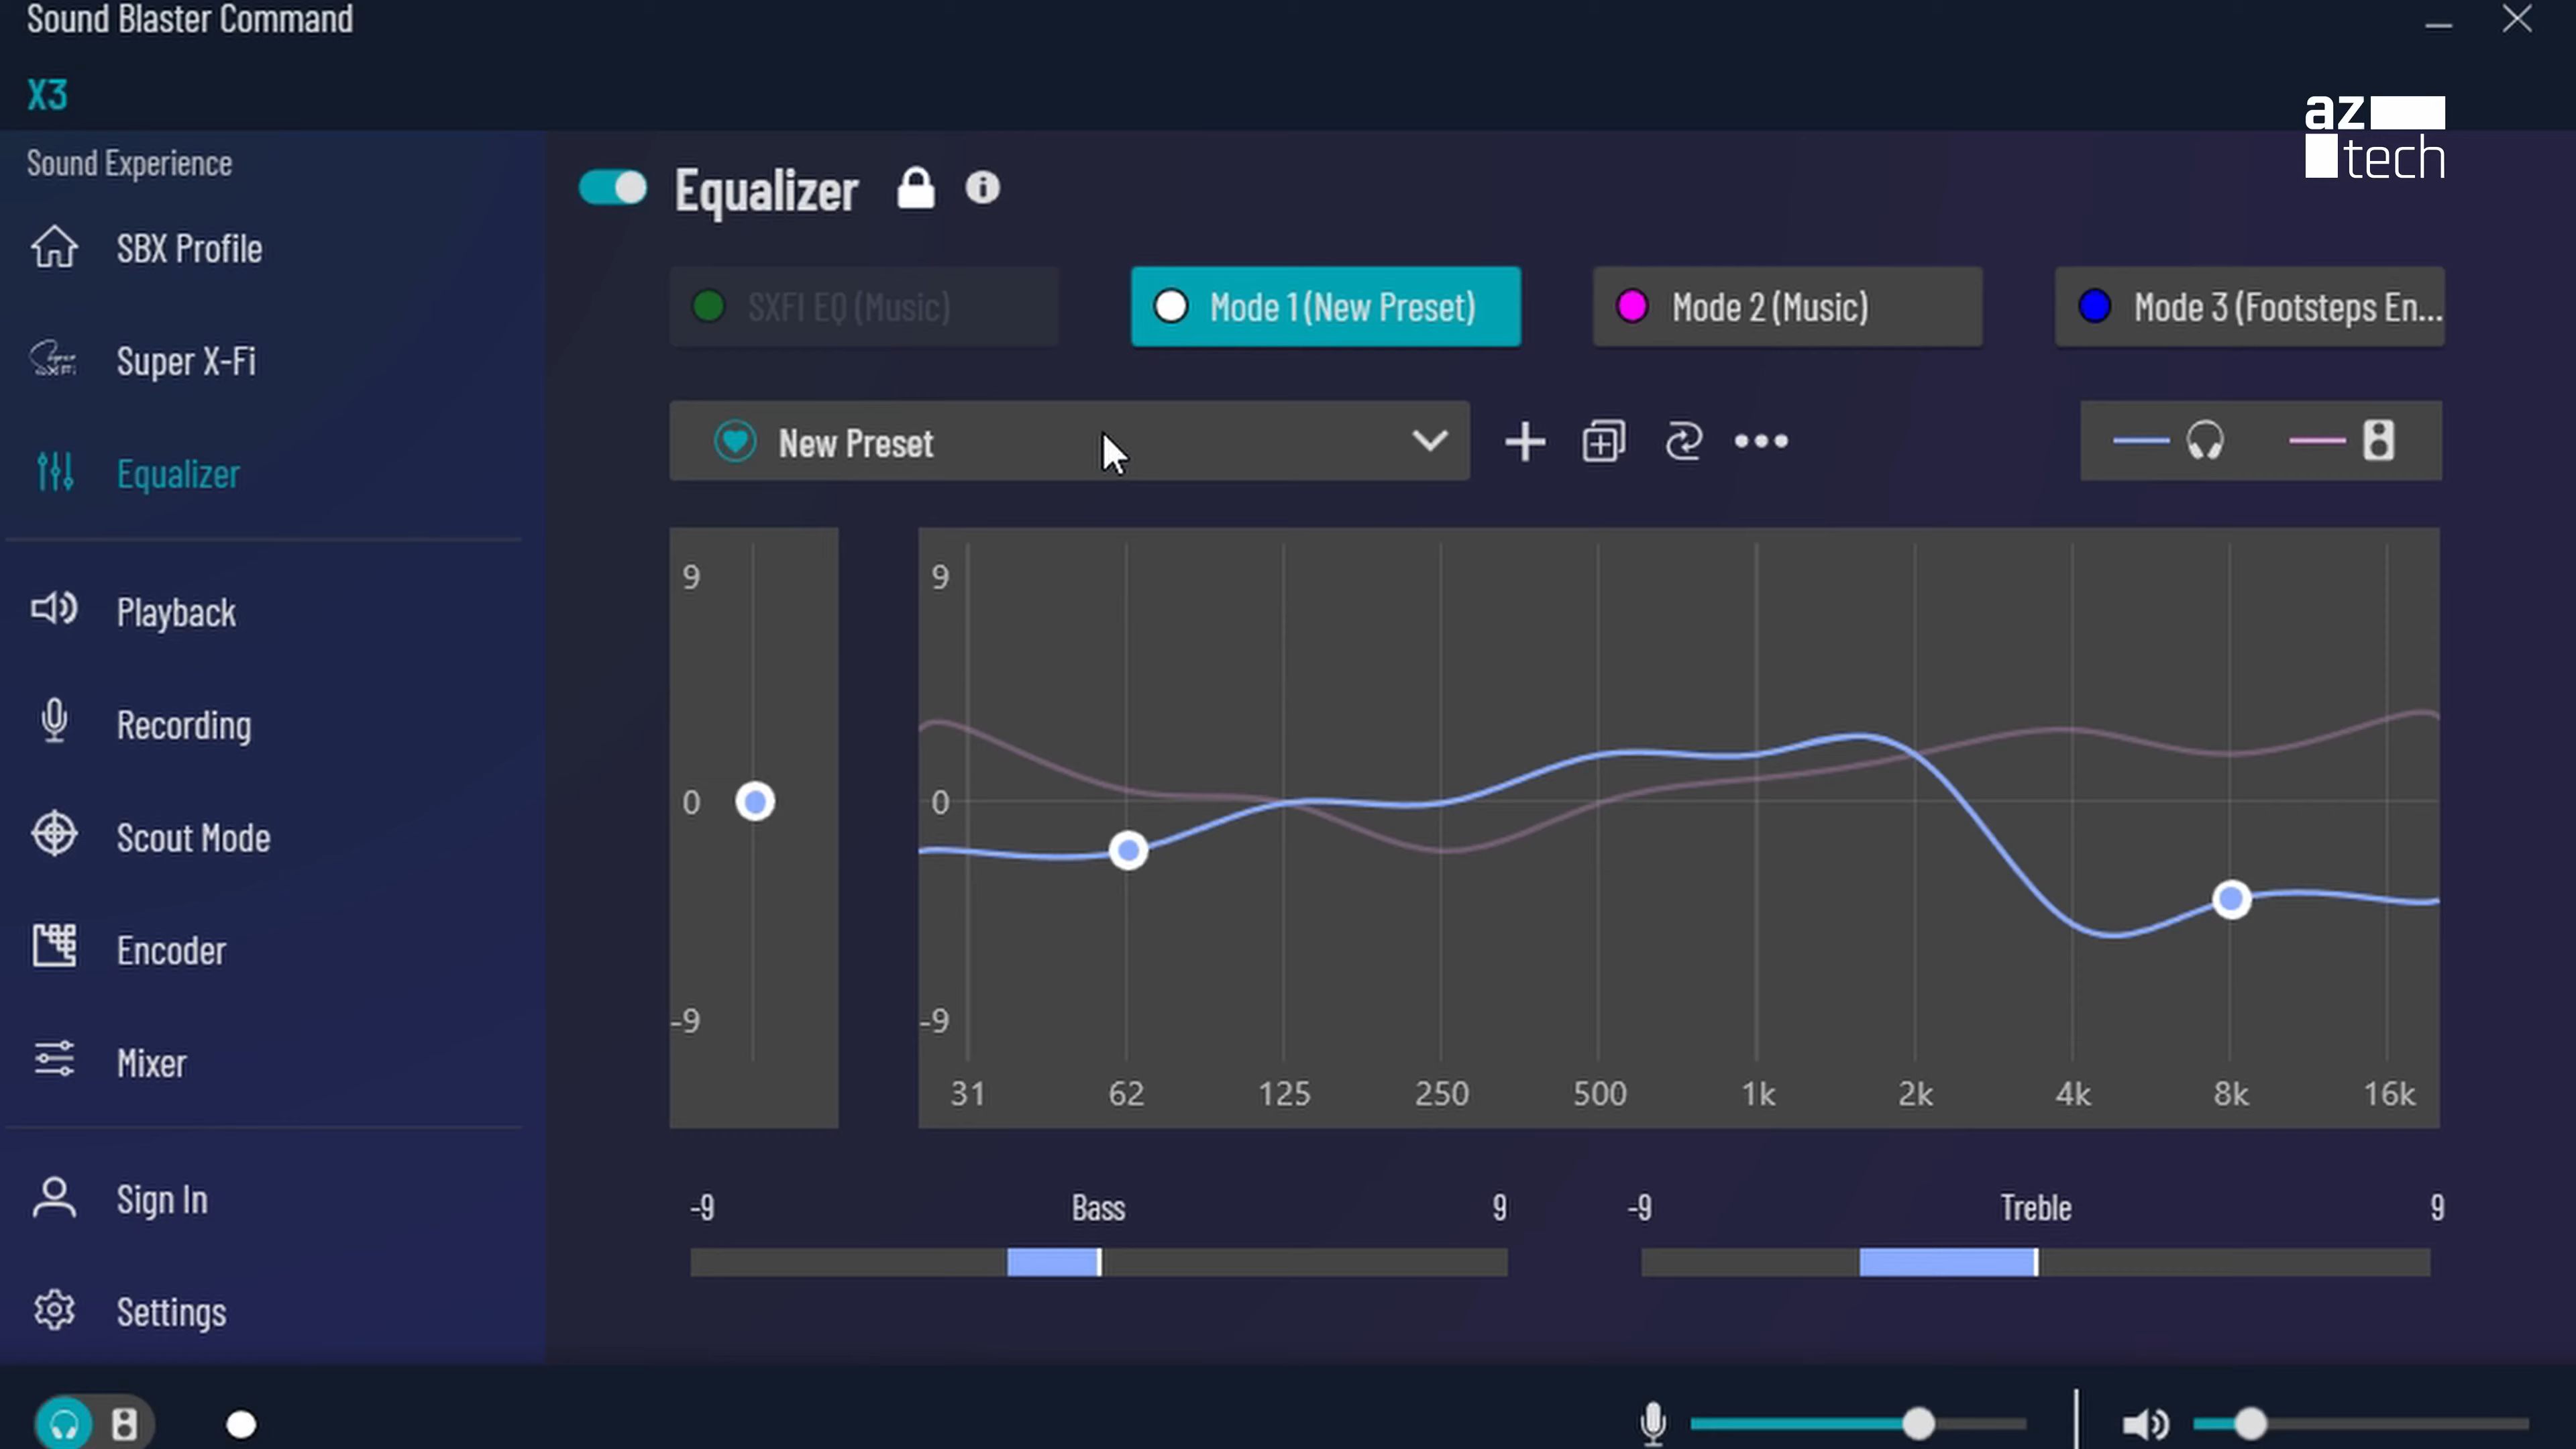 Sound Blaster Command
X3
az
tech
Sound Experience
SBX Profile
Super X-Fi
Equalizer
Playback
Recording
Scout Mode
Encoder
Mixer
Sign In
Settings
Equalizer
SXFI EQ (Music)
Mode 1 (New Preset)
Mode 2 (Music)
Mode 3 (Footsteps En...
New Preset
9
0
-9
9
0
-9
31 62 125 250 500 1k 2k 4k 8k 16k
-9 Bass 9
-9 Treble 9